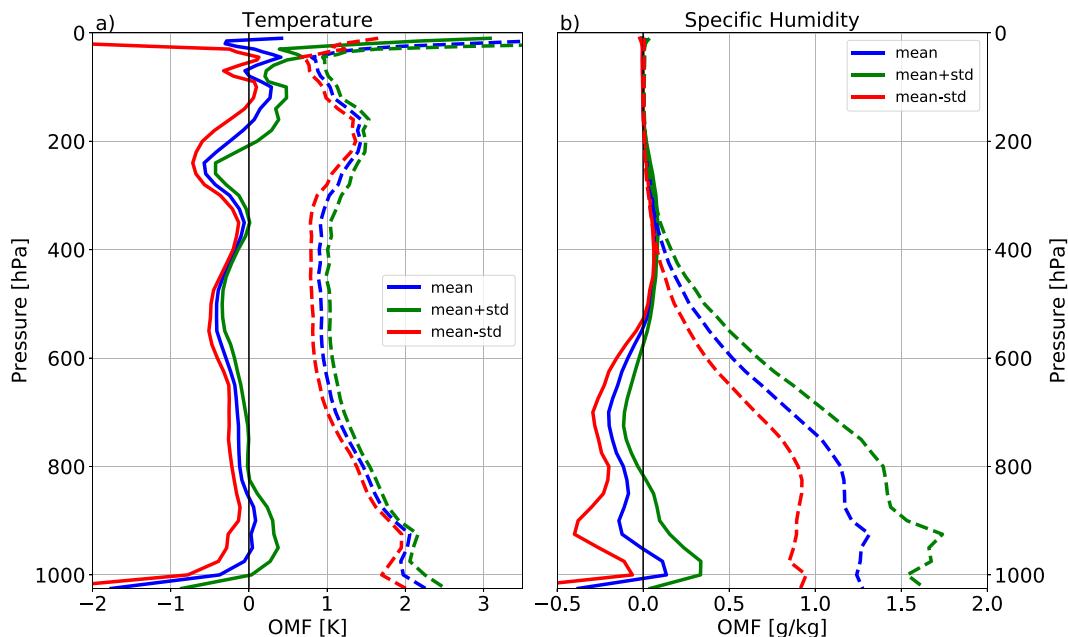 a)
Temperature
b)
Specific Humidity
0
200
400
600
800
1000
Pressure [hPa]
mean
mean+std
mean-std
−2
−1
0
1
2
3
OMF [K]
mean
mean+std
mean-std
0
200
400
600
800
1000
Pressure [hPa]
−0.5
0.0
0.5
1.0
1.5
2.0
OMF [g/kg]